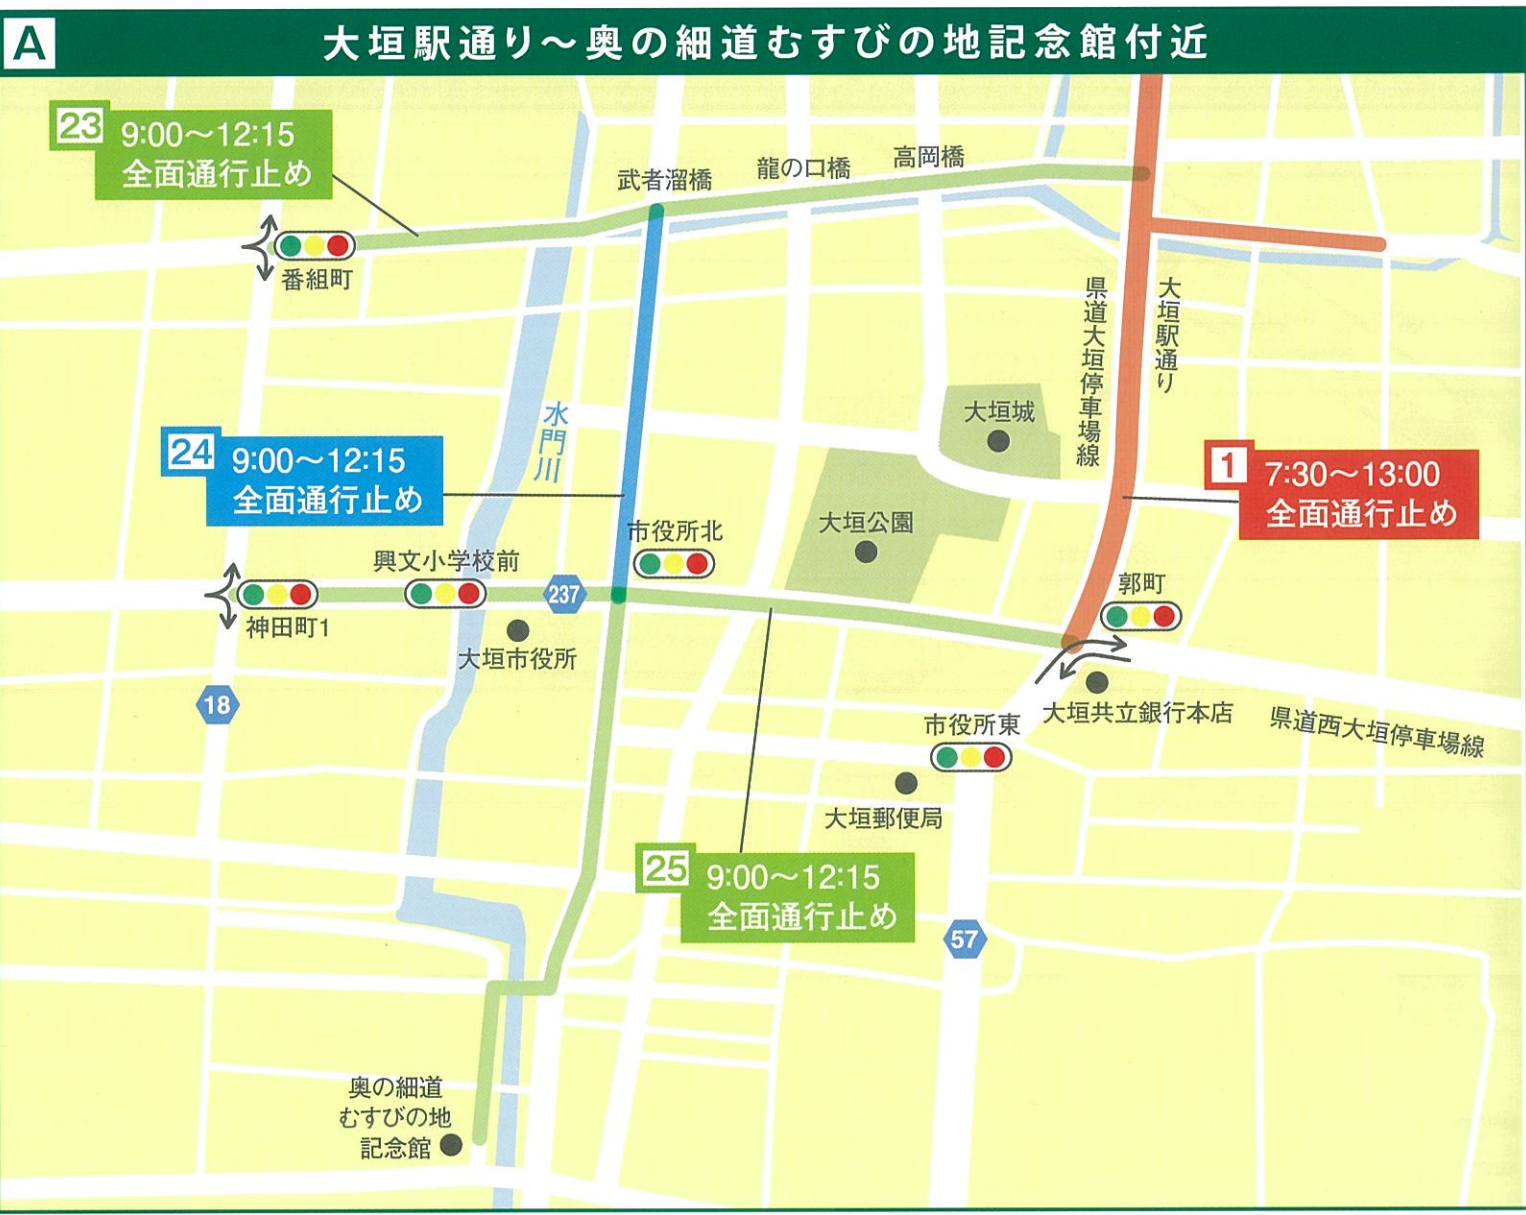 A
大垣駅通り～奥の細道むすびの地記念館付近
23
9:00～12:15
全面通行止め
武者溜橋
龍の口橋
高岡橋
番組町
県道大垣停車場線
大垣駅通り
水門川
大垣城
24
9:00～12:15
全面通行止め
1
7:30～13:00
全面通行止め
大垣公園
市役所北
興文小学校前
237
郭町
神田町1
大垣市役所
18
大垣共立銀行本店
県道西大垣停車場線
市役所東
大垣郵便局
25
9:00～12:15
全面通行止め
57
奥の細道
むすびの地
記念館